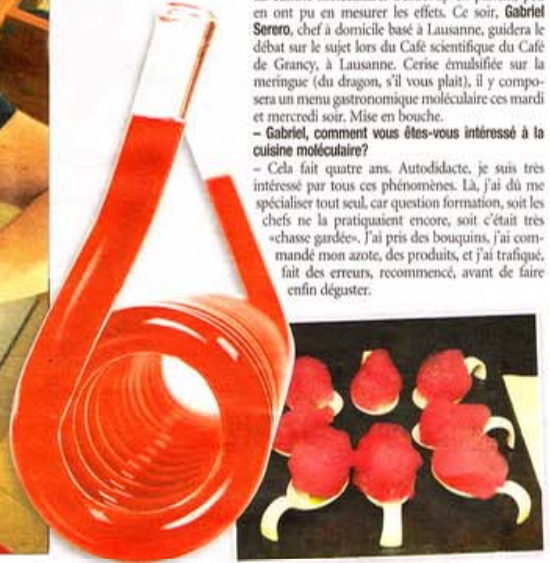 en ont pu en mesurer les effets. Ce soir, Gabriel
Serero, chef à domicile basé à Lausanne, guidera le
débat sur le sujet lors du Café scientifique du Café
de Grancy, à Lausanne. Cerise émulsifiée sur la
meringue (du dragon, s'il vous plaît), il y compo-
sera un menu gastronomique moléculaire ces mardi
et mercredi soir. Mise en bouche.
– Gabriel, comment vous êtes-vous intéressé à la
cuisine moléculaire?
– Cela fait quatre ans. Autodidacte, je suis très
intéressé par tous ces phénomènes. Là, j'ai dû me
spécialiser tout seul, car question formation, soit les
chefs ne la pratiquaient encore, soit c'était très
«chasse gardée». J'ai pris des bouquins, j'ai com-
mandé mon azote, des produits, et j'ai trafiqué,
fait des erreurs, recommencé, avant de faire
enfin déguster.